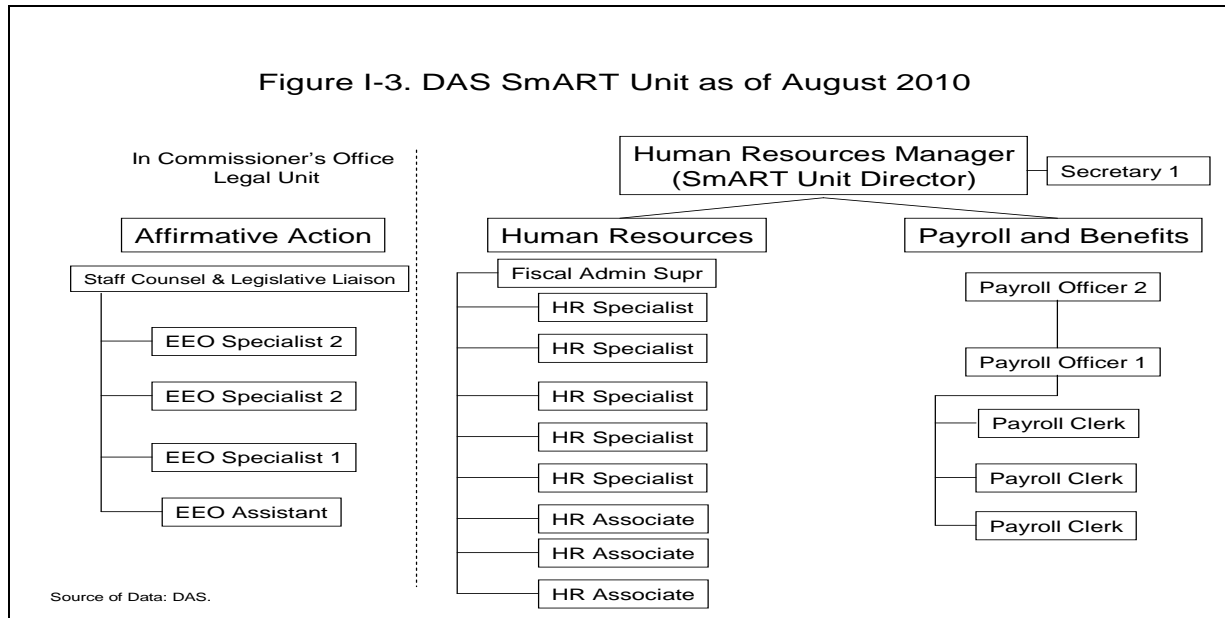 Figure I-3. DAS SmART Unit as of August 2010
In Commissioner's Office
Legal Unit
Affirmative Action
Staff Counsel & Legislative Liaison
EEO Specialist 2
EEO Specialist 2
EEO Specialist 1
EEO Assistant
Human Resources Manager
(SmART Unit Director)
Secretary 1
Human Resources
Fiscal Admin Supr
HR Specialist
HR Specialist
HR Specialist
HR Specialist
HR Specialist
HR Associate
HR Associate
HR Associate
Payroll and Benefits
Payroll Officer 2
Payroll Officer 1
Payroll Clerk
Payroll Clerk
Payroll Clerk
Source of Data: DAS.